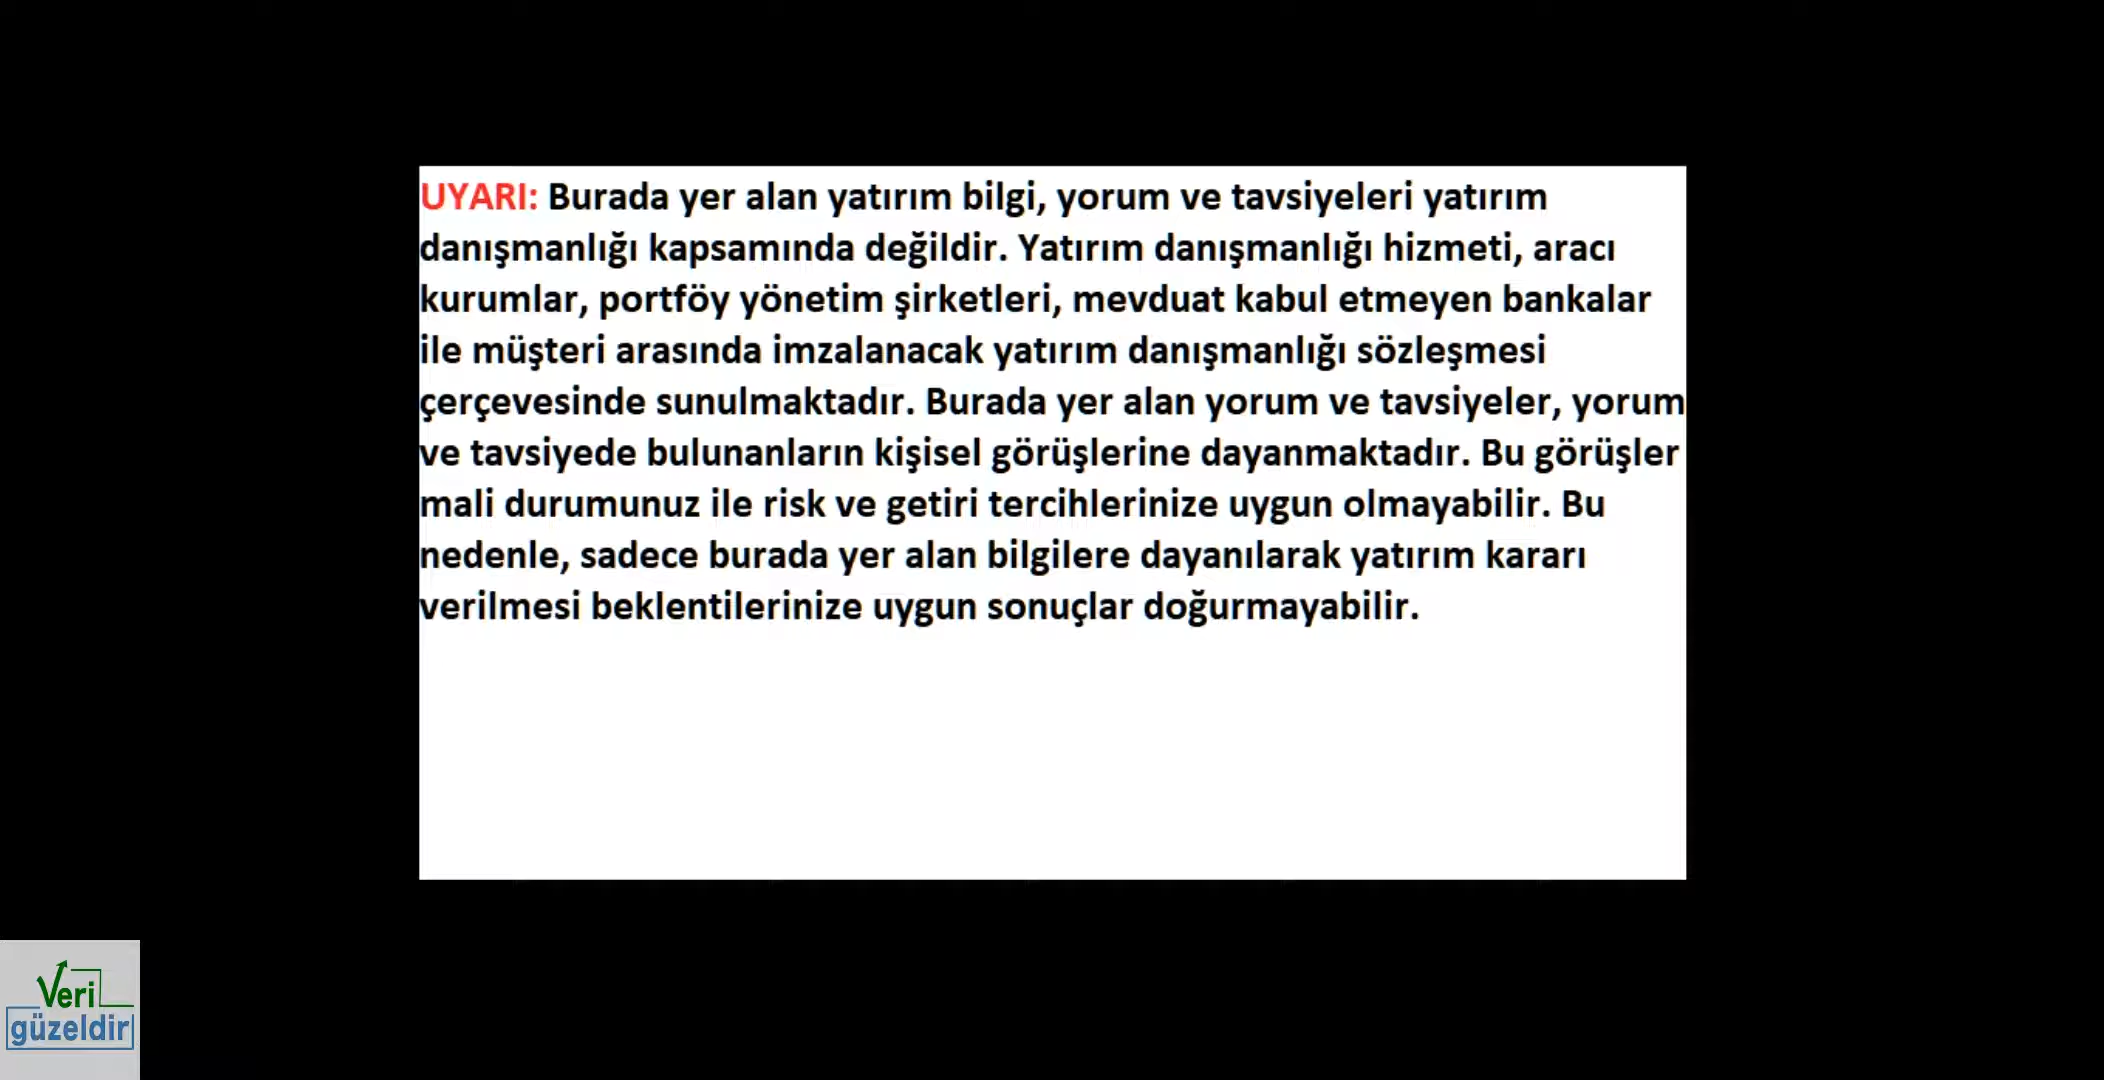 UYARI: Burada yer alan yatırım bilgi, yorum ve tavsiyeleri yatırım
danışmanlığı kapsamında değildir. Yatırım danışmanlığı hizmeti, aracı
kurumlar, portföy yönetim şirketleri, mevduat kabul etmeyen bankalar
ile müşteri arasında imzalanacak yatırım danışmanlığı sözleşmesi
çerçevesinde sunulmaktadır. Burada yer alan yorum ve tavsiyeler, yorum
ve tavsiyede bulunanların kişisel görüşlerine dayanmaktadır. Bu görüşler
mali durumunuz ile risk ve getiri tercihlerinize uygun olmayabilir. Bu
nedenle, sadece burada yer alan bilgilere dayanılarak yatırım kararı
verilmesi beklentilerinize uygun sonuçlar doğurmayabilir.
Veri
güzeldir